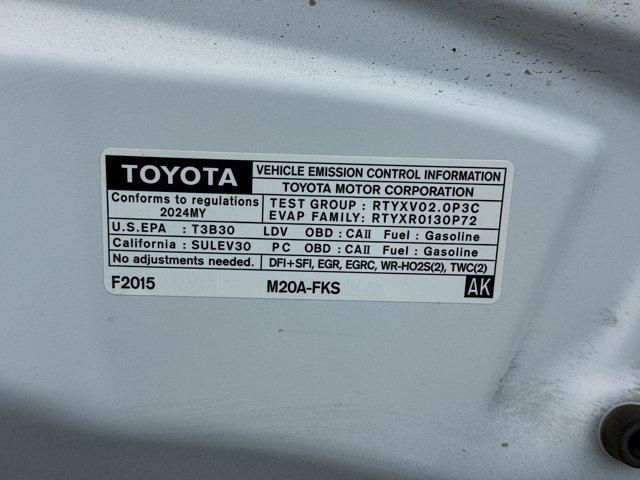 TOYOTA
VEHICLE EMISSION CONTROL INFORMATION
TOYOTA MOTOR CORPORATION
Conforms to regulations
2024MY
TEST GROUP : RTYXV02.0P3C
EVAP FAMILY: RTYXR0130P72
U.S.EPA : T3B30 LDV OBD : CAII Fuel : Gasoline
California : SULEV30 PC OBD : CAII Fuel : Gasoline
No adjustments needed. DFI+SFI, EGR, EGRC, WR-HO2S(2), TWC(2)
F2015 M20A-FKS AK